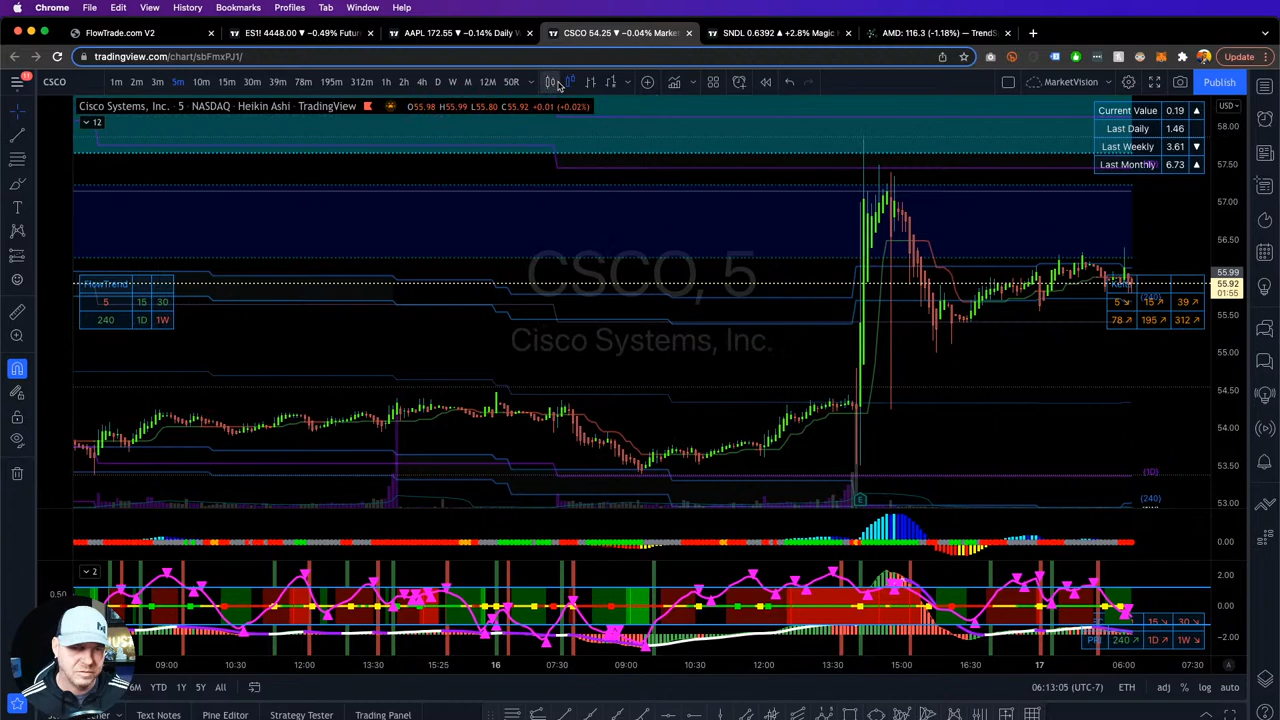 Chrome File Edit View History Bookmarks Profiles Tab Window Help
FlowTrade.com V2
ES1! 4448.00 ▼ −0.49% Futur
AAPL 172.55 ▼ −0.14% Daily W
CSCO 54.25 ▼ −0.04% Market
SNDL 0.6392 ▲ +2.8% Magic
AMD: 116.3 (-1.18%) — TrendS
tradingview.com/chart/sbFmxPJ1/
Update
11
CSCO 1m 2m 3m 5m 10m 15m 30m 39m 78m 195m 312m 1h 2h 4h D W M 12M 50R
MarketVision
Publish
Cisco Systems, Inc. · 5 · NASDAQ · Heikin Ashi · TradingView
O55.98 H55.99 L55.80 C55.92 +0.01 (+0.02%)
12
Current Value 0.19 ▲
Last Daily 1.46
Last Weekly 3.61 ▼
Last Monthly 6.73 ▲
USD
58.00
57.50
57.00
56.50
55.99
55.92
01:55
55.50
55.00
54.50
54.00
53.50
53.00
CSCO, 5
Cisco Systems, Inc.
FlowTrend
5 15 30
240 1D 1W
(240)
5↘ 15↗ 39↗
78↗ 195↗ 312↗
(1D)
(240)
E
0.00
2
0.50
2.00
0.00
−2.00
15↘ 30↘
240↗ 1D↗ 1W↘
09:00 10:30 12:00 13:30 15:25 16 07:30 09:00 10:30 12:00 13:30 15:00 16:30 17 06:00 07:30
A
6M YTD 1Y 5Y All
06:13:05 (UTC-7) ETH adj % log auto
Text Notes Pine Editor Strategy Tester Trading Panel